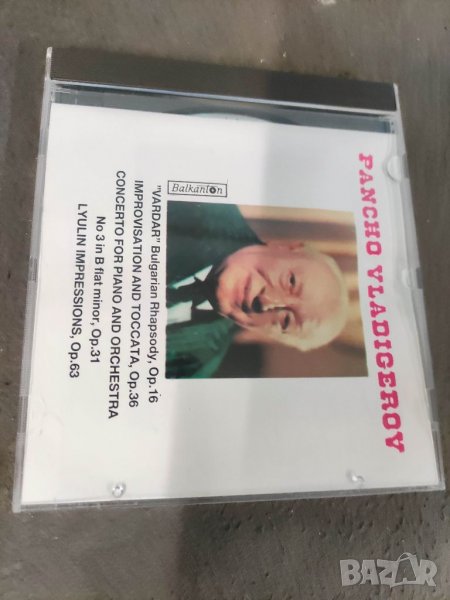 PANCHO VLADIGEROV
Balkanton
"VARDAR" Bulgarian Rhapsody, Op.16
IMPROVISATION AND TOCCATA, Op.36
CONCERTO FOR PIANO AND ORCHESTRA
No 3 in B flat minor, Op.31
LYULIN IMPRESSIONS, Op.63
BAZAR